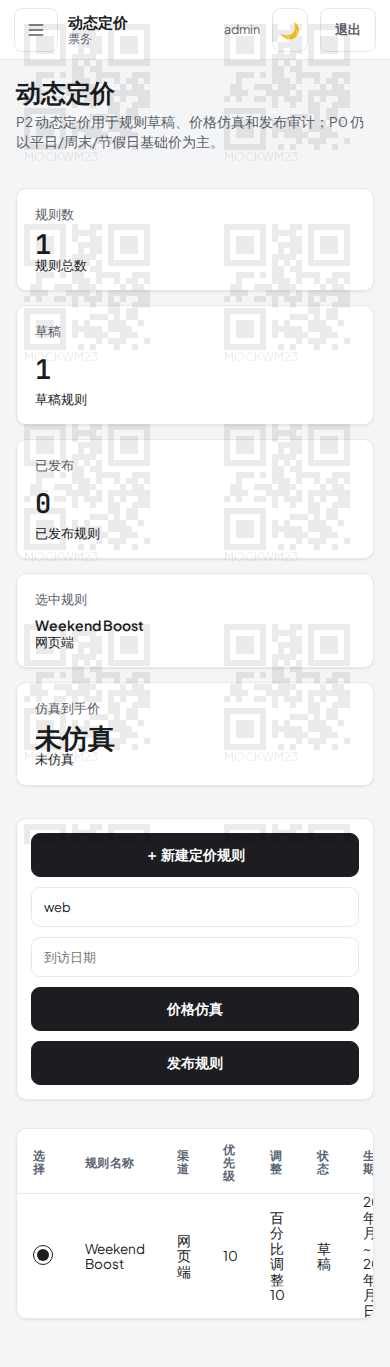 动态定价
票务
admin
退出
动态定价
P2 动态定价用于规则草稿、价格仿真和发布审计；P0 仍
以平日/周末/节假日基础价为主。
MOCKWM23 MOCKWM23
规则数
1
规则总数
草稿
MOCKWM23 MOCKWM23
1
草稿规则
已发布
0
已发布规则
MOCKWM23 MOCKWM23
选中规则
Weekend Boost
网页端
仿真到手价
未仿真
未仿真
MOCKWM23 MOCKWM23
+ 新建定价规则
web
到访日期
价格仿真
发布规则
选择 规则名称 渠道 优先级 调整 状态
Weekend Boost 网页端 10 百分比调整 10 草稿